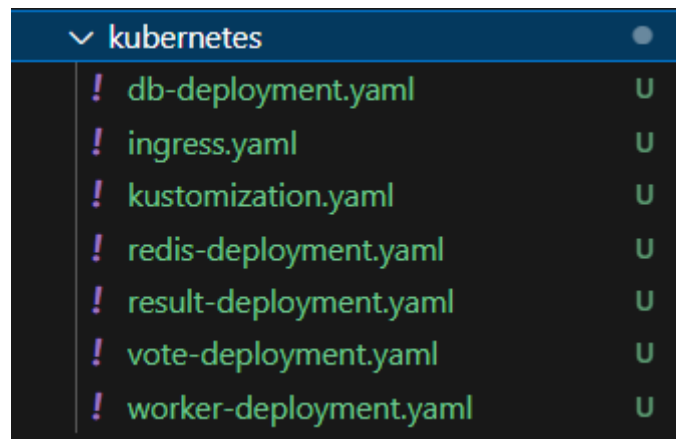 kubernetes
! db-deployment.yaml U
! ingress.yaml U
! kustomization.yaml U
! redis-deployment.yaml U
! result-deployment.yaml U
! vote-deployment.yaml U
! worker-deployment.yaml U